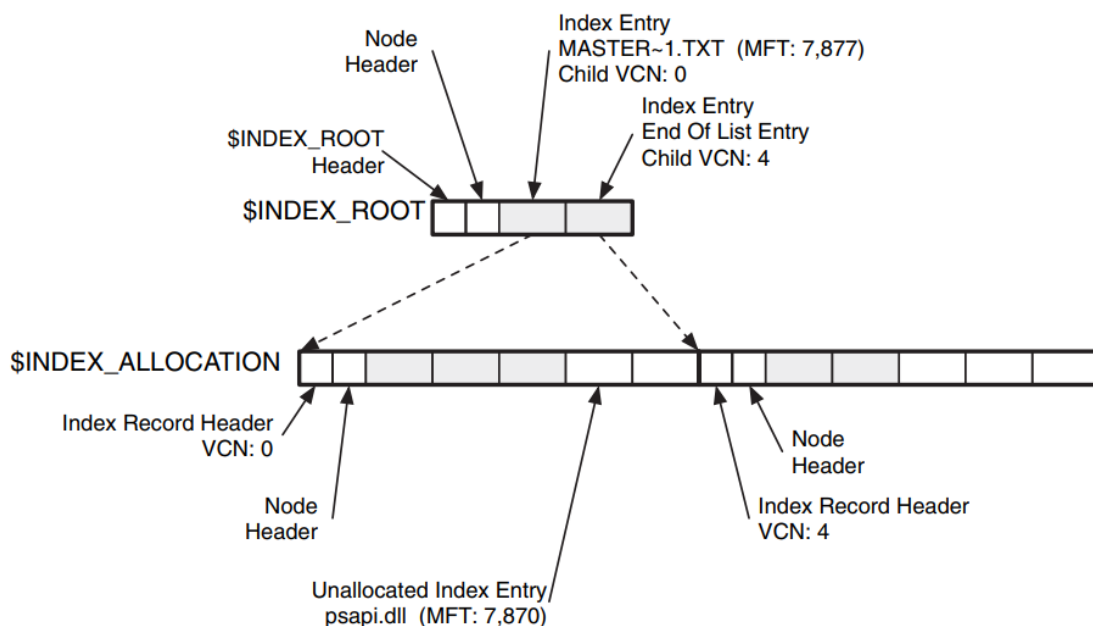 Index Entry
MASTER~1.TXT (MFT: 7,877)
Child VCN: 0
Node
Header
Index Entry
End Of List Entry
Child VCN: 4
$INDEX_ROOT
Header
$INDEX_ROOT
$INDEX_ALLOCATION
Index Record Header
VCN: 0
Node
Header
Node
Header
Index Record Header
VCN: 4
Unallocated Index Entry
psapi.dll (MFT: 7,870)